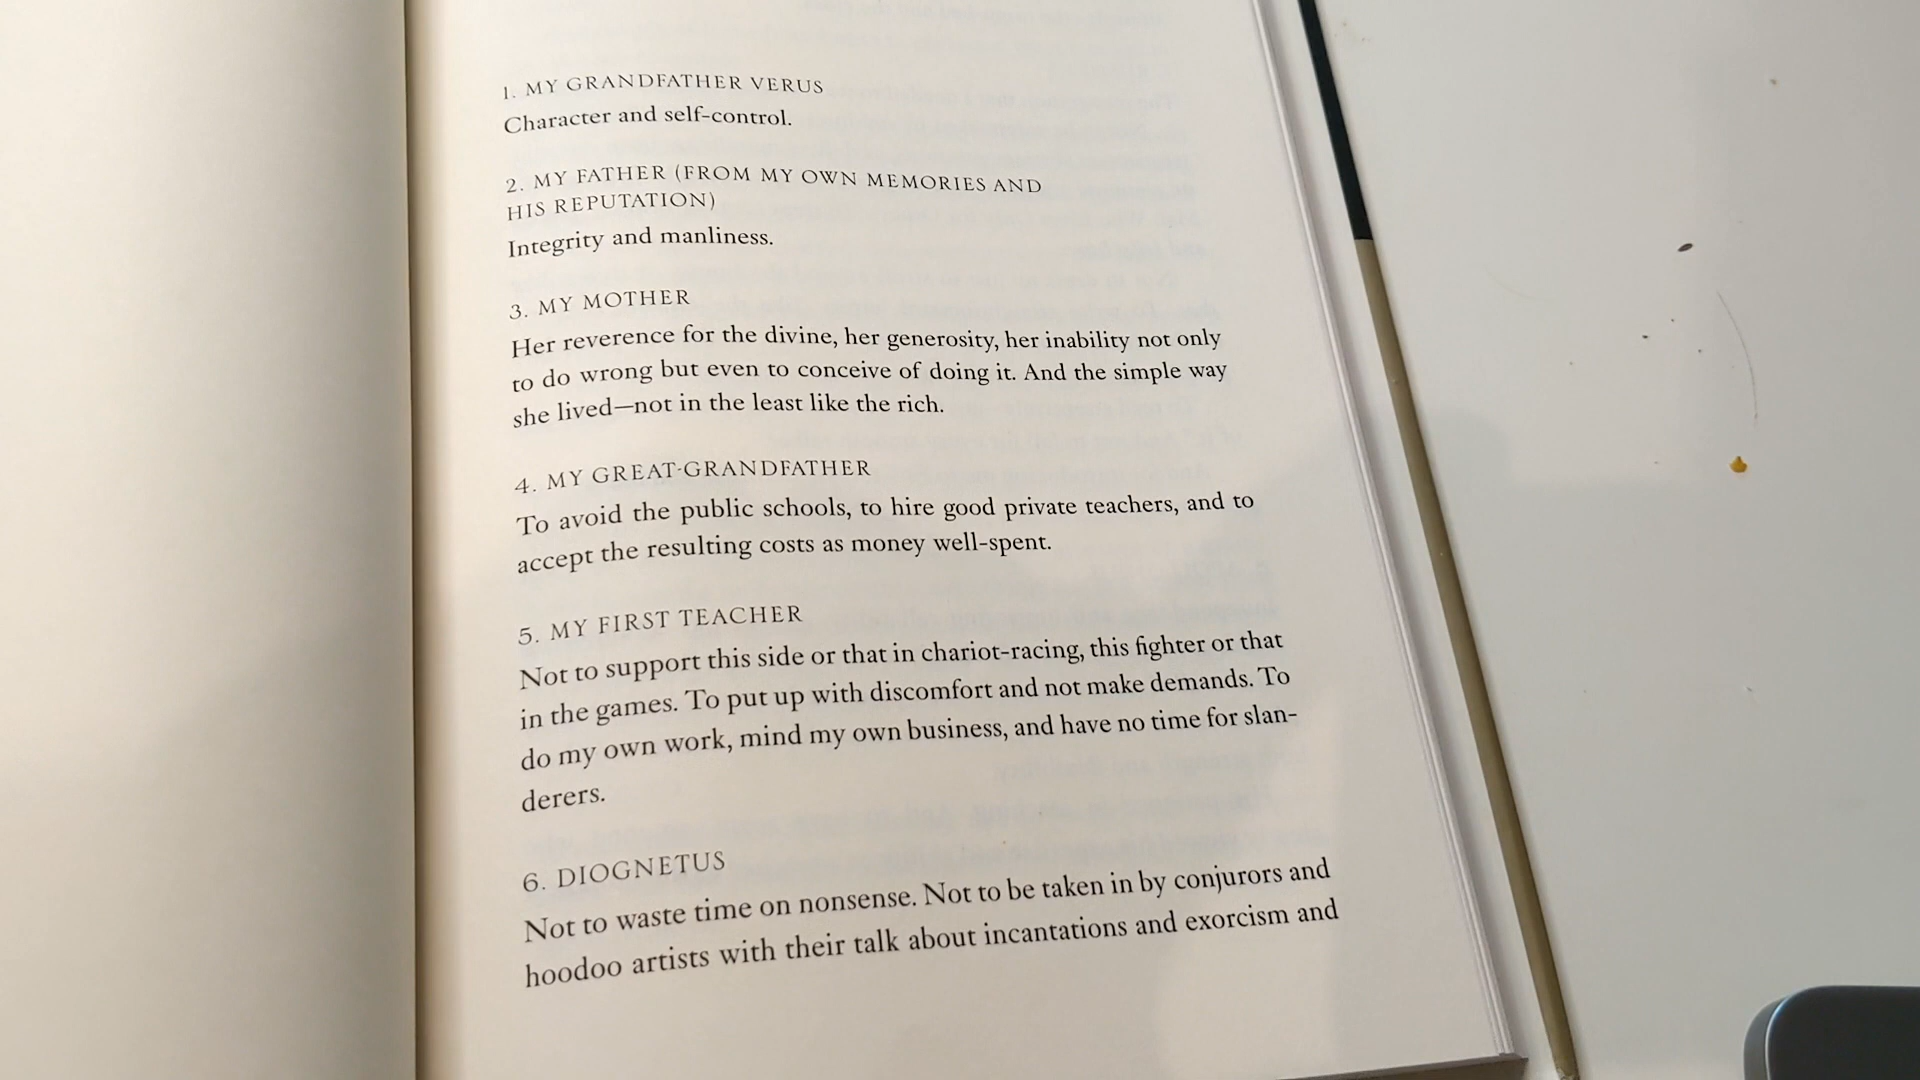 1. MY GRANDFATHER VERUS
Character and self-control.
2. MY FATHER (FROM MY OWN MEMORIES AND
HIS REPUTATION)
Integrity and manliness.
3. MY MOTHER
Her reverence for the divine, her generosity, her inability not only
to do wrong but even to conceive of doing it. And the simple way
she lived—not in the least like the rich.
4. MY GREAT-GRANDFATHER
To avoid the public schools, to hire good private teachers, and to
accept the resulting costs as money well-spent.
5. MY FIRST TEACHER
Not to support this side or that in chariot-racing, this fighter or that
in the games. To put up with discomfort and not make demands. To
do my own work, mind my own business, and have no time for slan-
derers.
6. DIOGNETUS
Not to waste time on nonsense. Not to be taken in by conjurors and
hoodoo artists with their talk about incantations and exorcism and